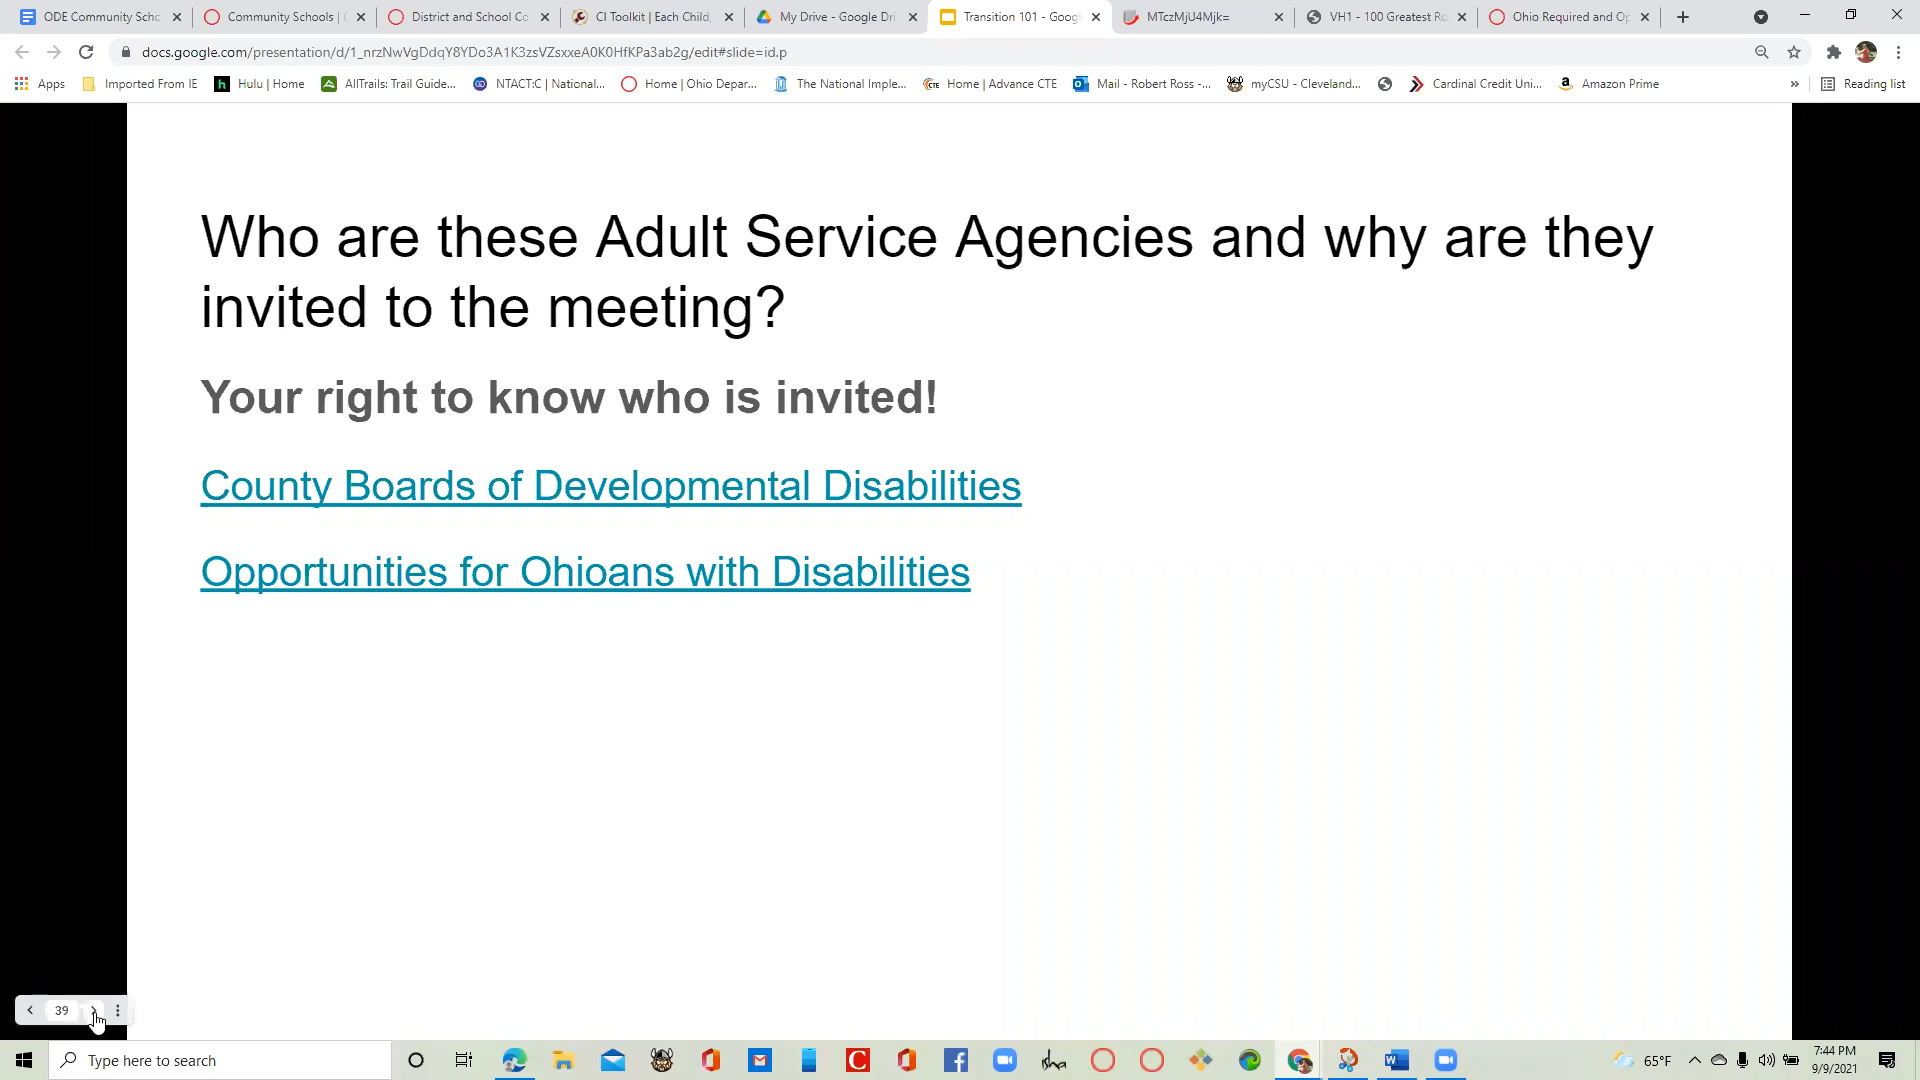 ODE Community Scho
Community Schools |
District and School Co
CI Toolkit | Each Child,
My Drive - Google Dri
Transition 101 - Goog
MTczMjU4Mjk=
VH1 - 100 Greatest Ro
Ohio Required and Op
docs.google.com/presentation/d/1_nrzNwVgDdqY8YDo3A1K3zsVZsxxeA0K0HfKPa3ab2g/edit#slide=id.p
Apps
Imported From IE
h
Hulu | Home
AllTrails: Trail Guide...
NTACT:C | National...
Home | Ohio Depar...
The National Imple...
CTE
Home | Advance CTE
Mail - Robert Ross -...
myCSU - Cleveland...
Cardinal Credit Uni...
a
Amazon Prime
»
Reading list
Who are these Adult Service Agencies and why are they
invited to the meeting?
Your right to know who is invited!
County Boards of Developmental Disabilities
Opportunities for Ohioans with Disabilities
39
Type here to search
65°F
7:44 PM
9/9/2021